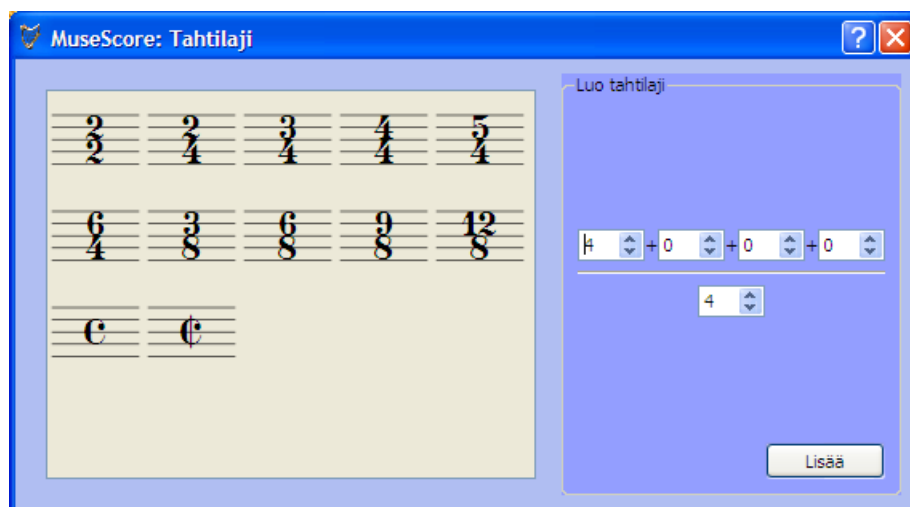 MuseScore: Tahtilaji
Luo tahtilaji
2 2 3 4 5
2 4 4 4 4
6 3 6 9 12
4 8 8 8 8
4 + 0 + 0 + 0
4
Lisää